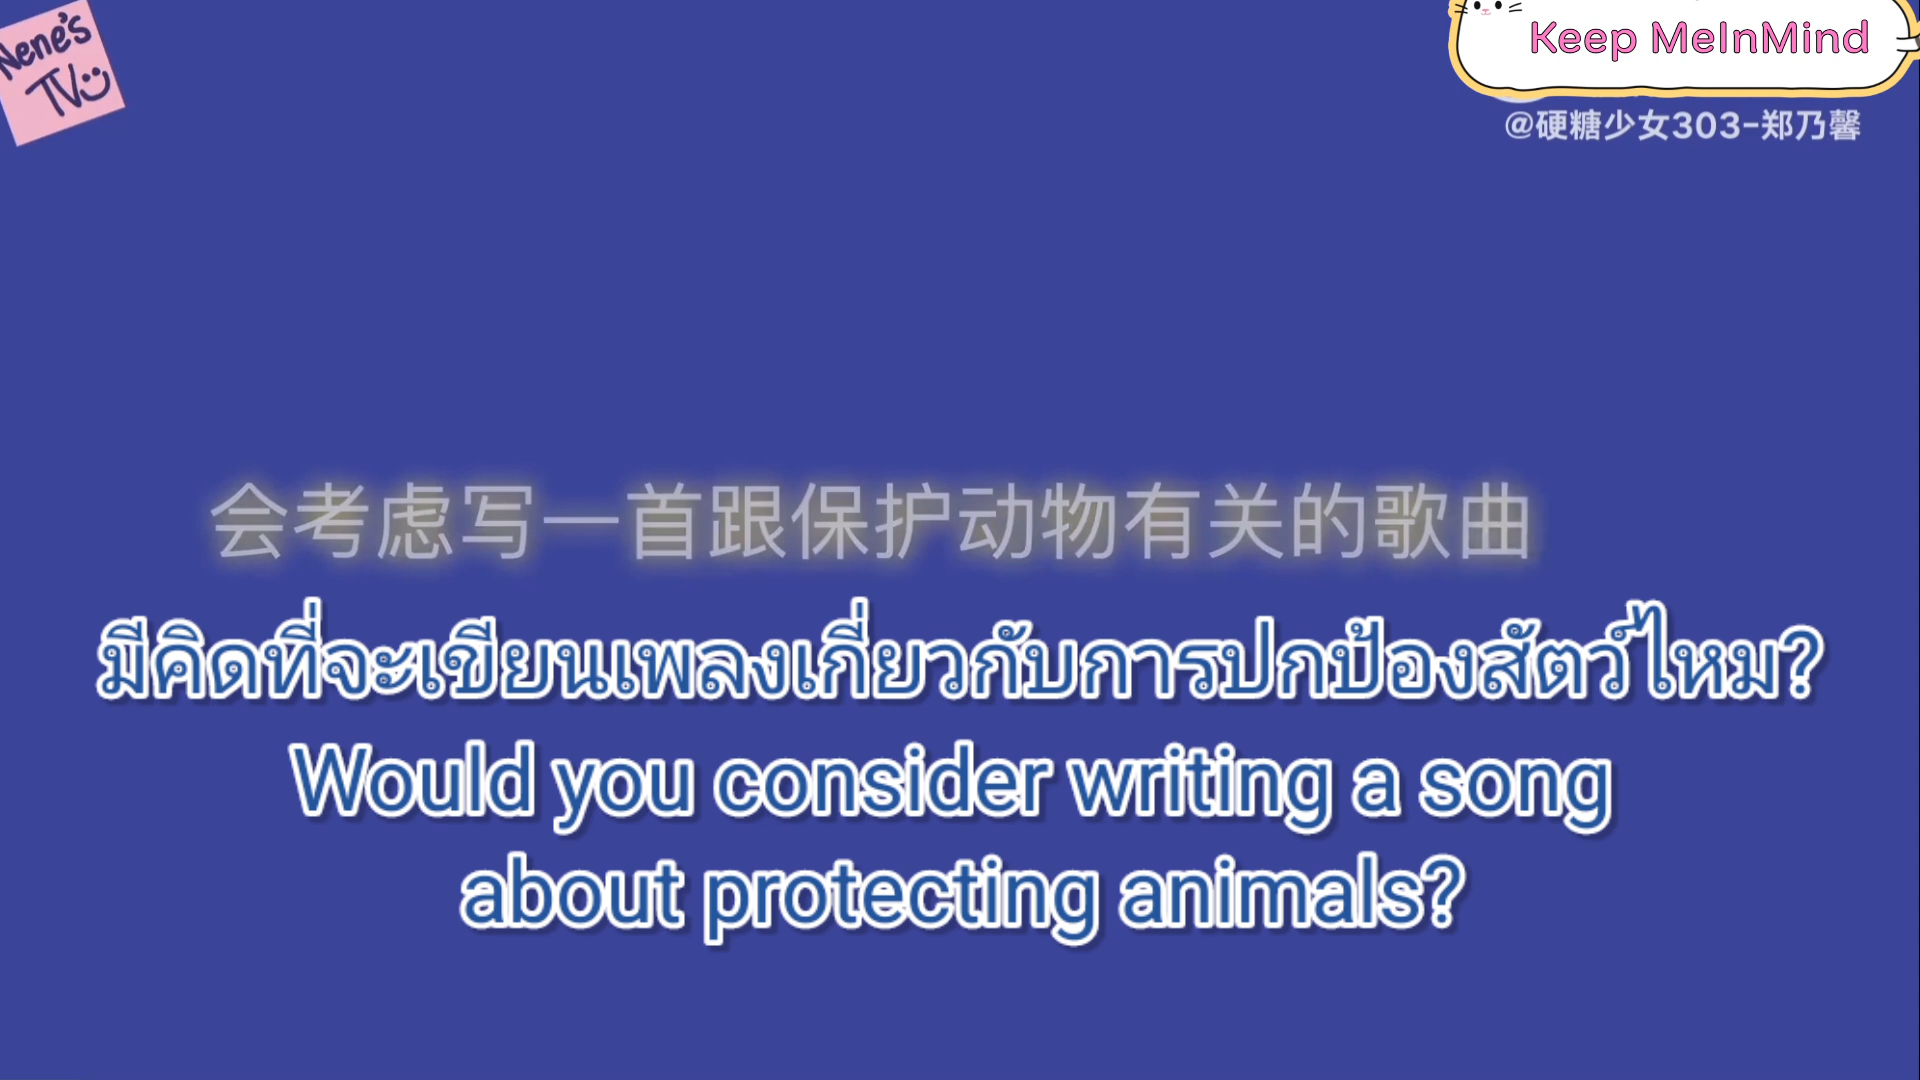 Nene's
TV
Keep MeInMind
@硬糖少女303-郑乃馨
会考虑写一首跟保护动物有关的歌曲
มีคิดที่จะเขียนเพลงเกี่ยวกับการปกป้องสัตว์ไหม?
Would you consider writing a song
about protecting animals?